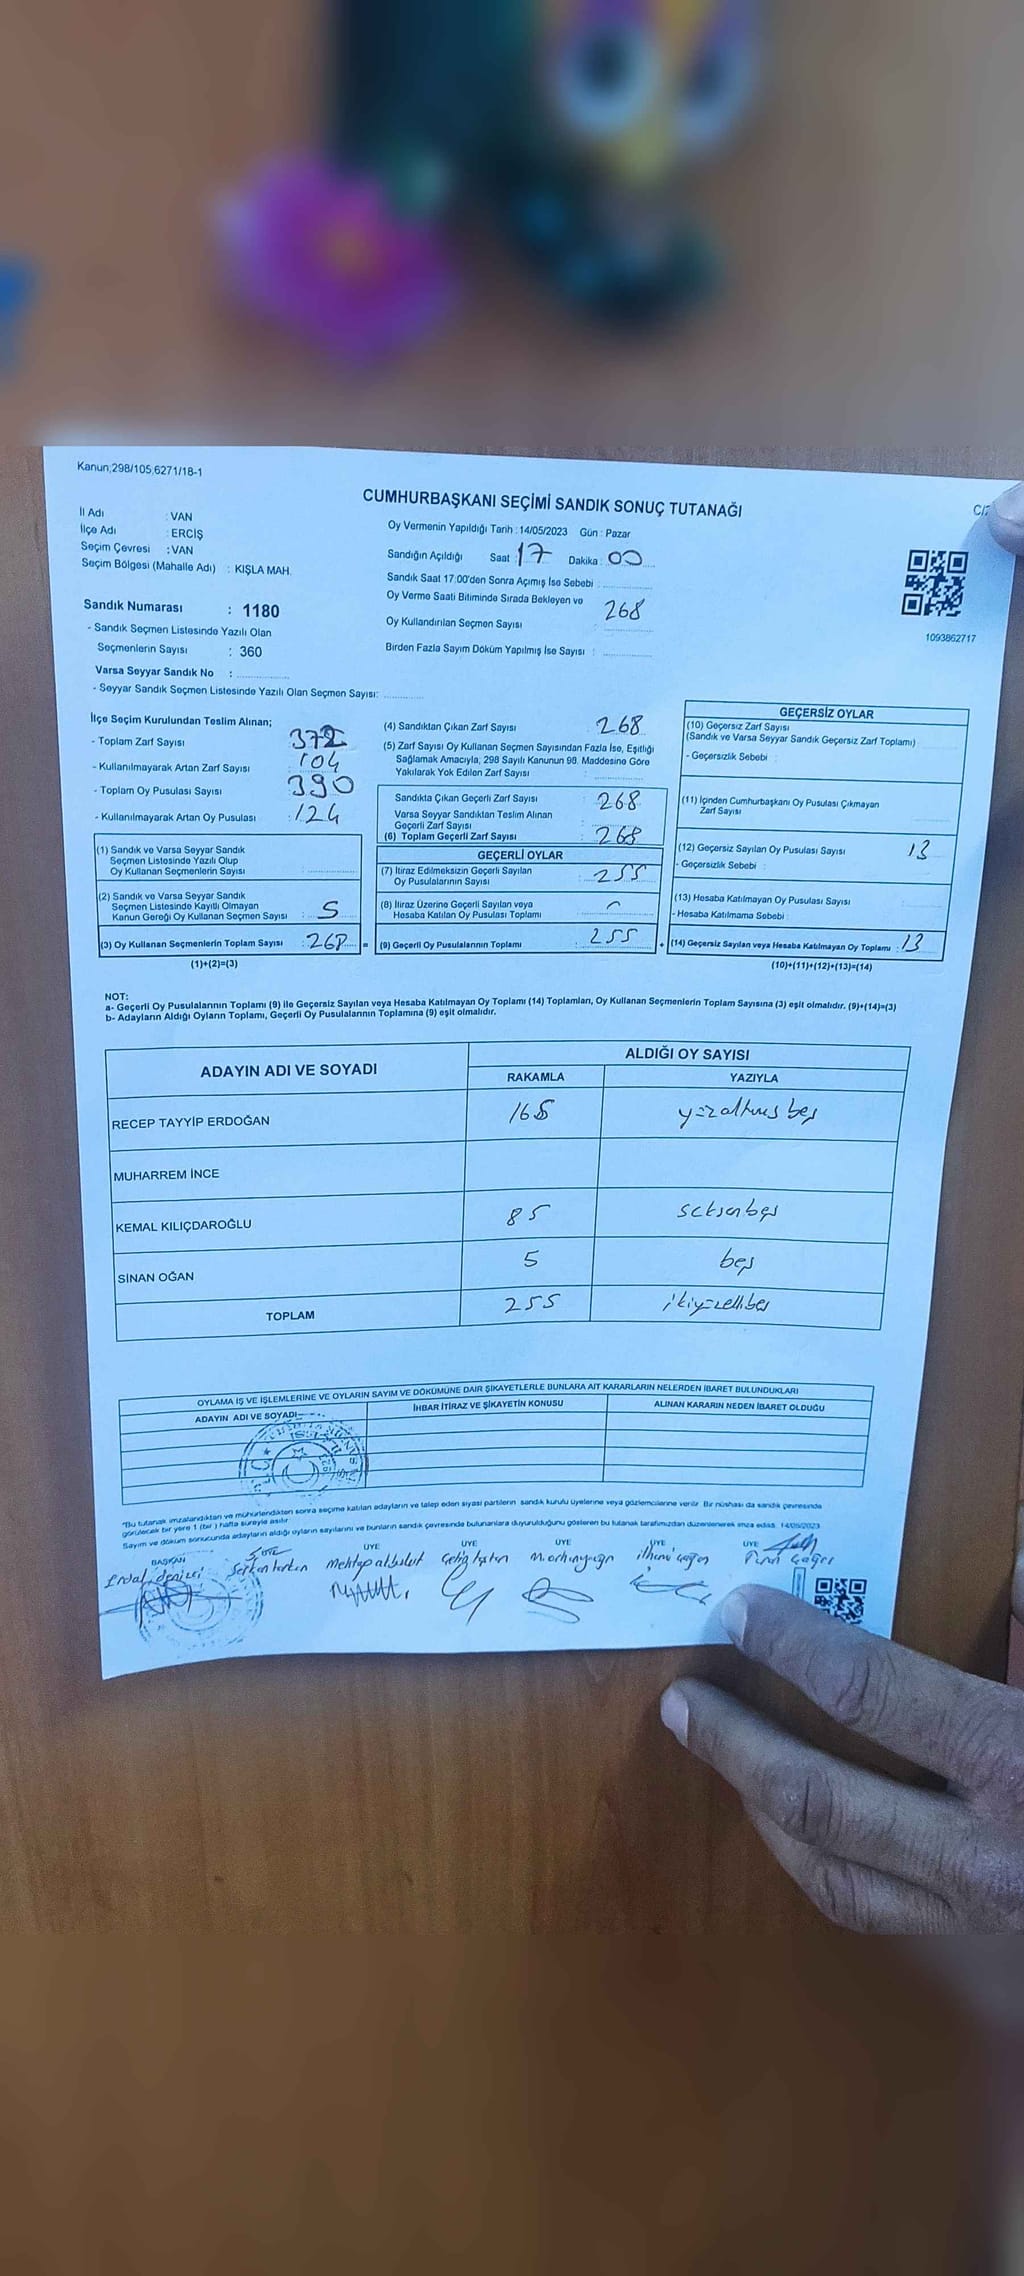 Kanun;298/105,6271/18-1
CUMHURBAŞKANI SEÇİMİ SANDIK SONUÇ TUTANAĞI
İl Adı : VAN
İlçe Adı : ERCİŞ
Seçim Çevresi : VAN
Seçim Bölgesi (Mahalle Adı) : KIŞLA MAH.
Oy Vermenin Yapıldığı Tarih : 14/05/2023 Gün : Pazar
Sandığın Açıldığı Saat : 17 Dakika : 00
Sandık Saat 17:00'den Sonra Açımış İse Sebebi :
Oy Verme Saati Bitiminde Sırada Bekleyen ve
Oy Kullandırılan Seçmen Sayısı 268
Birden Fazla Sayım Döküm Yapılmış İse Sayısı :
1093862717
Sandık Numarası : 1180
- Sandık Seçmen Listesinde Yazılı Olan
Seçmenlerin Sayısı : 360
Varsa Seyyar Sandık No :
- Seyyar Sandık Seçmen Listesinde Yazılı Olan Seçmen Sayısı:
İlçe Seçim Kurulundan Teslim Alınan;
- Toplam Zarf Sayısı 372
- Kullanılmayarak Artan Zarf Sayısı : 104
- Toplam Oy Pusulası Sayısı 390
- Kullanılmayarak Artan Oy Pusulası : 124
(1) Sandık ve Varsa Seyyar Sandık
Seçmen Listesinde Yazılı Olup
Oy Kullanan Seçmenlerin Sayısı :
(2) Sandık ve Varsa Seyyar Sandık
Seçmen Listesinde Kayıtlı Olmayan
Kanun Gereği Oy Kullanan Seçmen Sayısı : 5
(3) Oy Kullanan Seçmenlerin Toplam Sayısı : 268 =
(1)+(2)=(3)
(4) Sandıktan Çıkan Zarf Sayısı 268
(5) Zarf Sayısı Oy Kullanan Seçmen Sayısından Fazla İse, Eşitliği
Sağlamak Amacıyla, 298 Sayılı Kanunun 98. Maddesine Göre
Yakılarak Yok Edilen Zarf Sayısı :
Sandıkta Çıkan Geçerli Zarf Sayısı : 268
Varsa Seyyar Sandıktan Teslim Alınan
Geçerli Zarf Sayısı
(6) Toplam Geçerli Zarf Sayısı : 268
GEÇERLİ OYLAR
(7) İtiraz Edilmeksizin Geçerli Sayılan
Oy Pusulalarının Sayısı : 255
(8) İtiraz Üzerine Geçerli Sayılan veya
Hesaba Katılan Oy Pusulası Toplamı :
(9) Geçerli Oy Pusulalarının Toplamı : 255 +
GEÇERSİZ OYLAR
(10) Geçersiz Zarf Sayısı
(Sandık ve Varsa Seyyar Sandık Geçersiz Zarf Toplamı)
- Geçersizlik Sebebi :
(11) İçinden Cumhurbaşkanı Oy Pusulası Çıkmayan
Zarf Sayısı
(12) Geçersiz Sayılan Oy Pusulası Sayısı : 13
- Geçersizlik Sebebi :
(13) Hesaba Katılmayan Oy Pusulası Sayısı
- Hesaba Katılmama Sebebi
(14) Geçersiz Sayılan veya Hesaba Katılmayan Oy Toplamı : 13
(10)+(11)+(12)+(13)=(14)
NOT:
a- Geçerli Oy Pusulalarının Toplamı (9) ile Geçersiz Sayılan veya Hesaba Katılmayan Oy Toplamı (14) Toplamları, Oy Kullanan Seçmenlerin Toplam Sayısına (3) eşit olmalıdır. (9)+(14)=(3)
b- Adayların Aldığı Oyların Toplamı, Geçerli Oy Pusulalarının Toplamına (9) eşit olmalıdır.
ADAYIN ADI VE SOYADI ALDIĞI OY SAYISI
RAKAMLA YAZIYLA
RECEP TAYYİP ERDOĞAN 165 yüzaltmış beş
MUHARREM İNCE
KEMAL KILIÇDAROĞLU 85 seksenbeş
SİNAN OĞAN 5 beş
TOPLAM 255 ikiyüzellibeş
OYLAMA İŞ VE İŞLEMLERİNE VE OYLARIN SAYIM VE DÖKÜMÜNE DAİR ŞİKAYETLERLE BUNLARA AİT KARARLARIN NELERDEN İBARET BULUNDUKLARI
ADAYIN ADI VE SOYADI İHBAR İTİRAZ VE ŞİKAYETİN KONUSU ALINAN KARARIN NEDEN İBARET OLDUĞU
"Bu tutanak imzalandıktan ve mühürlendikten sonra seçime katılan adayların ve talep eden siyasi partilerin sandık kurulu üyelerine veya gözlemcilerine verilir. Bir nüshası da sandık çevresinde
görülecek bir yere 1 (bir) hafta süreyle asılır.
Sayım ve döküm sonucunda adayların aldığı oyların sayılarını ve bunların sandık çevresinde bulunanlara duyurulduğunu gösteren bu tutanak tarafımızdan düzenlenerek imza edildi. 14/05/2023
BAŞKAN ÜYE ÜYE ÜYE ÜYE ÜYE ÜYE
Erdal Serkan Mehtap akbulut ilhami